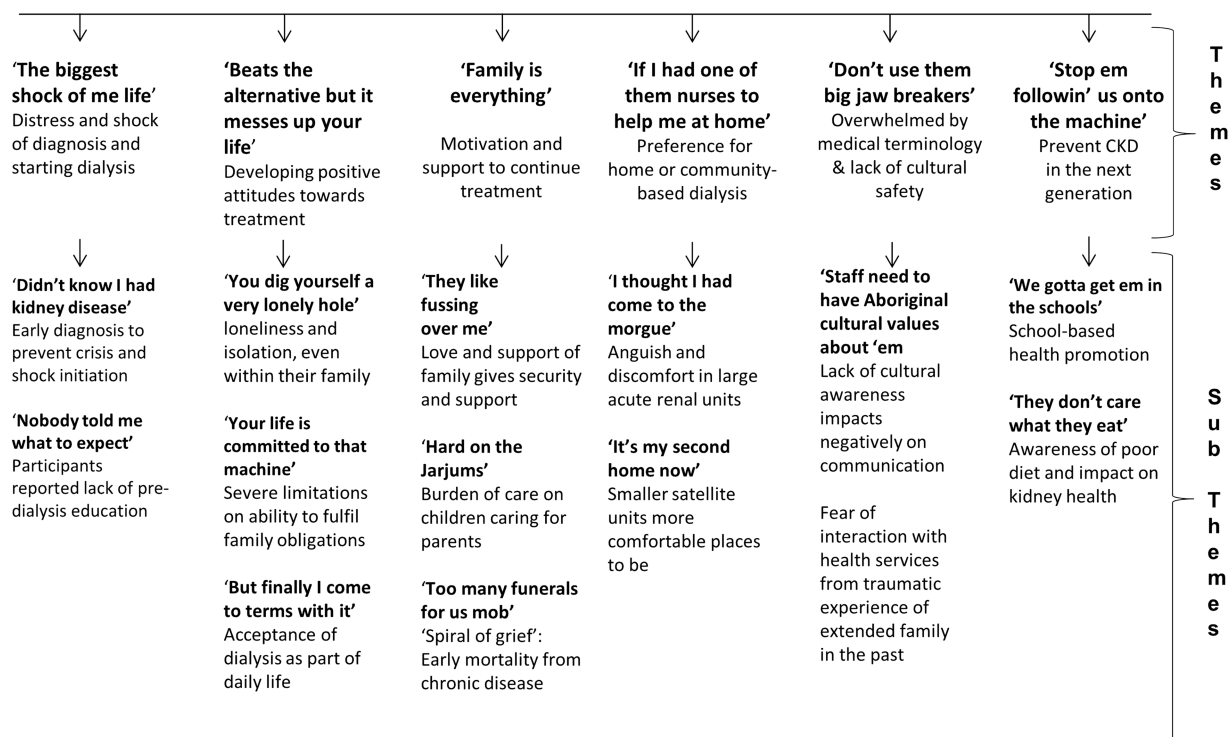 ‘The biggest
shock of me life’
Distress and shock
of diagnosis and
starting dialysis
‘Beats the
alternative but it
messes up your
life’
Developing positive
attitudes towards
treatment
‘Family is
everything’
Motivation and
support to continue
treatment
‘If I had one of
them nurses to
help me at home’
Preference for
home or community-
based dialysis
‘Don’t use them
big jaw breakers’
Overwhelmed by
medical terminology
& lack of cultural
safety
‘Stop em
followin’ us onto
the machine’
Prevent CKD
in the next
generation
T
h
e
m
e
s
‘Didn’t know I had
kidney disease’
Early diagnosis to
prevent crisis and
shock initiation
‘Nobody told me
what to expect’
Participants
reported lack of pre-
dialysis education
‘You dig yourself a
very lonely hole’
loneliness and
isolation, even
within their family
‘Your life is
committed to that
machine’
Severe limitations
on ability to fulfil
family obligations
‘But finally I come
to terms with it’
Acceptance of
dialysis as part of
daily life
‘They like
fussing
over me’
Love and support of
family gives security
and support
‘Hard on the
Jarjums’
Burden of care on
children caring for
parents
‘Too many funerals
for us mob’
‘Spiral of grief’:
Early mortality from
chronic disease
‘I thought I had
come to the
morgue’
Anguish and
discomfort in large
acute renal units
‘It’s my second
home now’
Smaller satellite
units more
comfortable places
to be
‘Staff need to
have Aboriginal
cultural values
about ‘em
Lack of cultural
awareness
impacts
negatively on
communication
Fear of
interaction with
health services
from traumatic
experience of
extended family
in the past
‘We gotta get em in
the schools’
School-based
health promotion
‘They don’t care
what they eat’
Awareness of poor
diet and impact on
kidney health
S
u
b
T
h
e
m
e
s